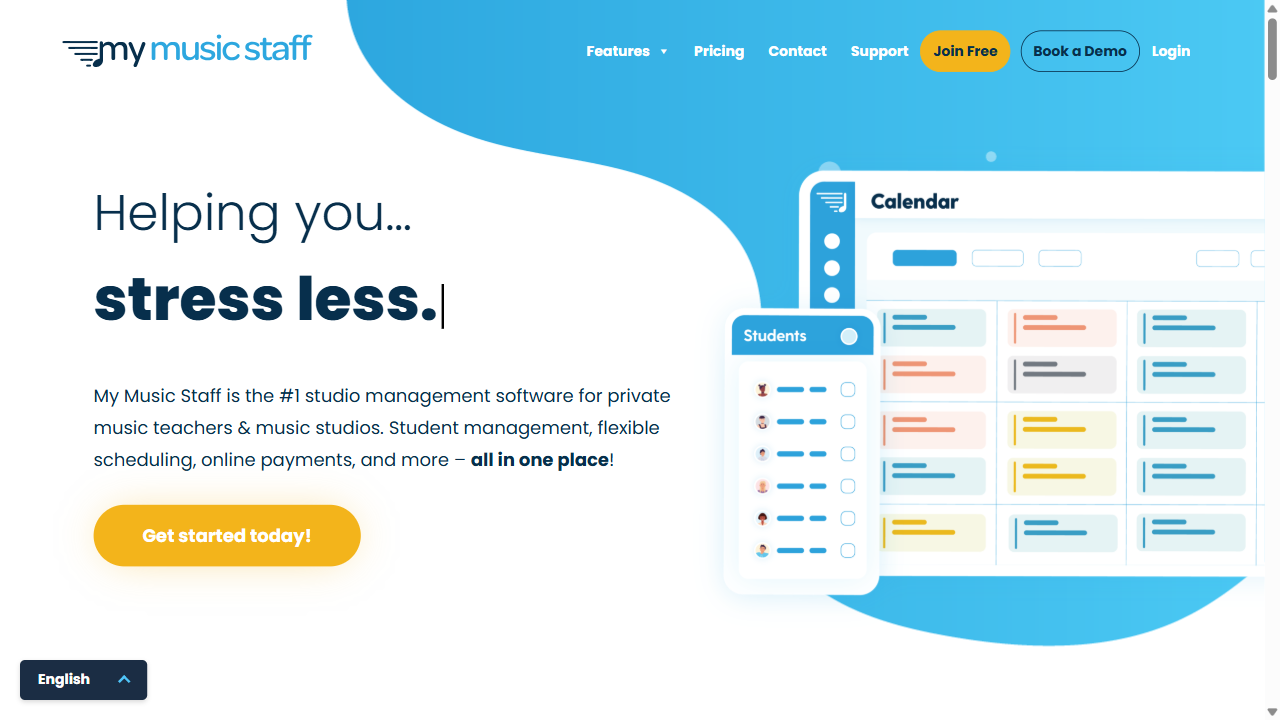 my music staff
Features
Pricing
Contact
Support
Join Free
Book a Demo
Login
Helping you...
stress less.
Calendar
Students
My Music Staff is the #1 studio management software for private
music teachers & music studios. Student management, flexible
scheduling, online payments, and more – all in one place!
Get started today!
English